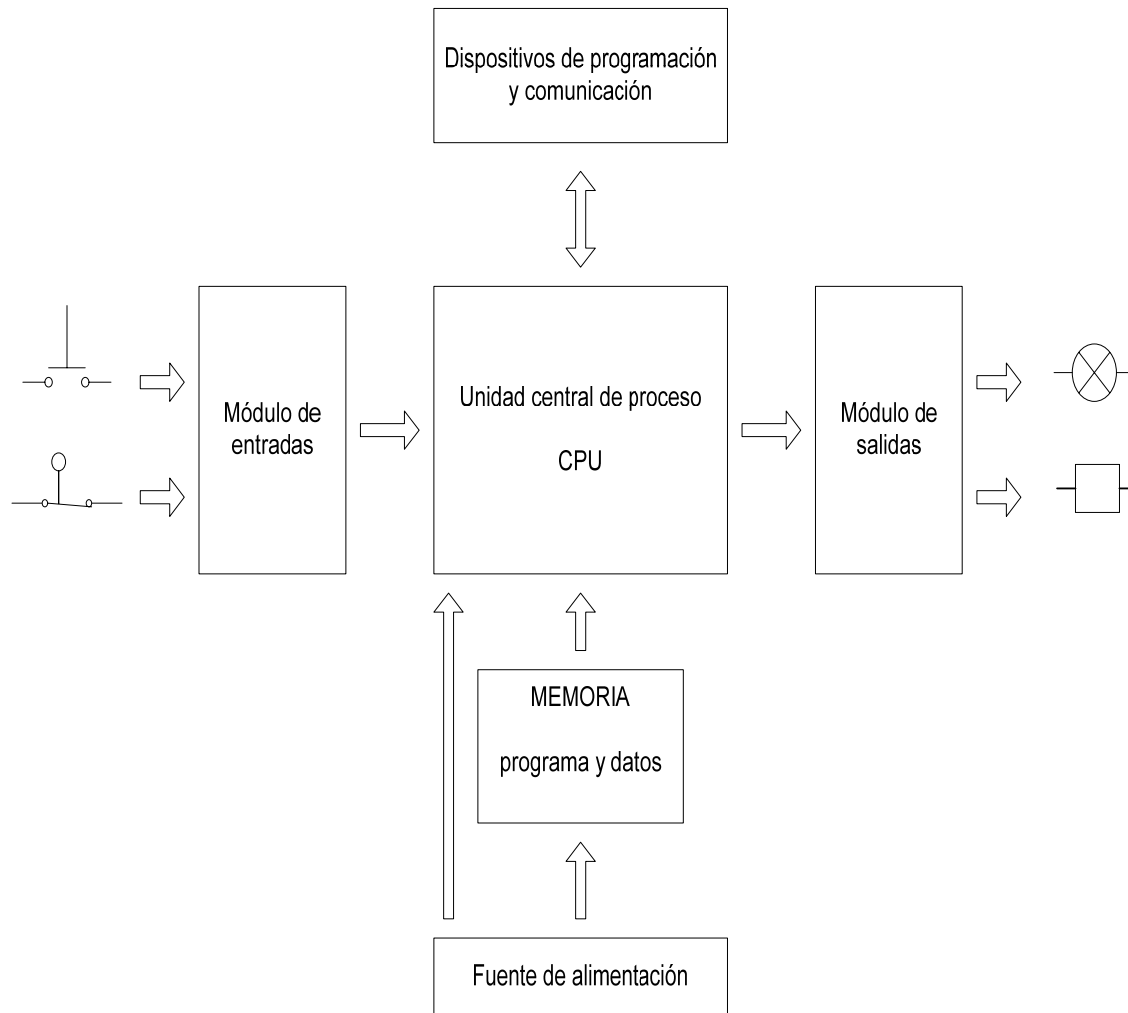 Dispositivos de programación
y comunicación
Módulo de
entradas
Unidad central de proceso
CPU
Módulo de
salidas
MEMORIA
programa y datos
Fuente de alimentación